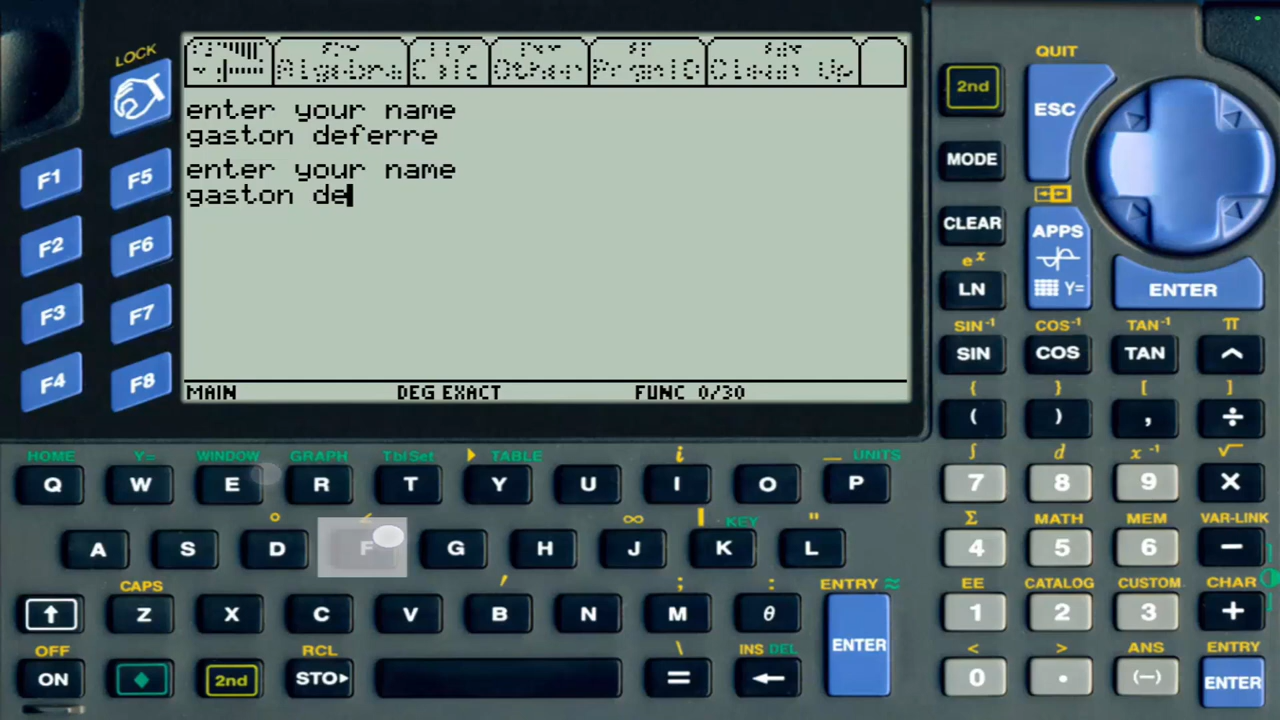 LOCK
QUIT
Algebra Calc Other PrgmIO Clean Up
2nd
ESC
enter your name
gaston deferre
enter your name
gaston de
MODE
F1 F5
CLEAR
APPS
F2 F6
e^x
LN
Y=
ENTER
F3 F7
SIN⁻¹ COS⁻¹ TAN⁻¹ π
SIN COS TAN ^
F4 F8
MAIN DEG EXACT FUNC 0/30
{ } [ ]
( ) , ÷
HOME Y= WINDOW GRAPH TblSet ▶ TABLE i _ UNITS
∫ d x⁻¹ √
Q W E R T Y U I O P
7 8 9 ×
° ∠ ∞ | KEY "
Σ MATH MEM VAR-LINK
A S D F G H J K L
4 5 6 −
CAPS ' ; : ENTRY ≈
EE CATALOG CUSTOM CHAR
↑ Z X C V B N M θ
ENTER
1 2 3 +
OFF RCL \ INS DEL
< > ANS ENTRY
ON ♦ 2nd STO▶ = ←
0 . (−) ENTER